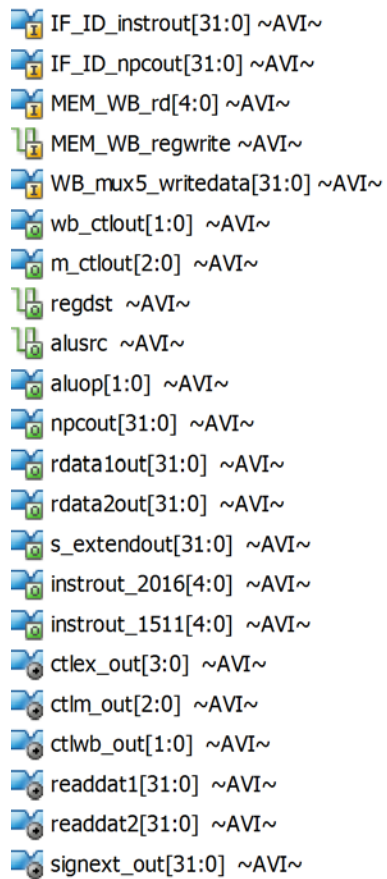 IF_ID_instrout[31:0] ~AVI~
IF_ID_npcout[31:0] ~AVI~
MEM_WB_rd[4:0] ~AVI~
MEM_WB_regwrite ~AVI~
WB_mux5_writedata[31:0] ~AVI~
wb_ctlout[1:0] ~AVI~
m_ctlout[2:0] ~AVI~
regdst ~AVI~
alusrc ~AVI~
aluop[1:0] ~AVI~
npcout[31:0] ~AVI~
rdata1out[31:0] ~AVI~
rdata2out[31:0] ~AVI~
s_extendout[31:0] ~AVI~
instrout_2016[4:0] ~AVI~
instrout_1511[4:0] ~AVI~
ctlex_out[3:0] ~AVI~
ctlm_out[2:0] ~AVI~
ctlwb_out[1:0] ~AVI~
readdat1[31:0] ~AVI~
readdat2[31:0] ~AVI~
signext_out[31:0] ~AVI~